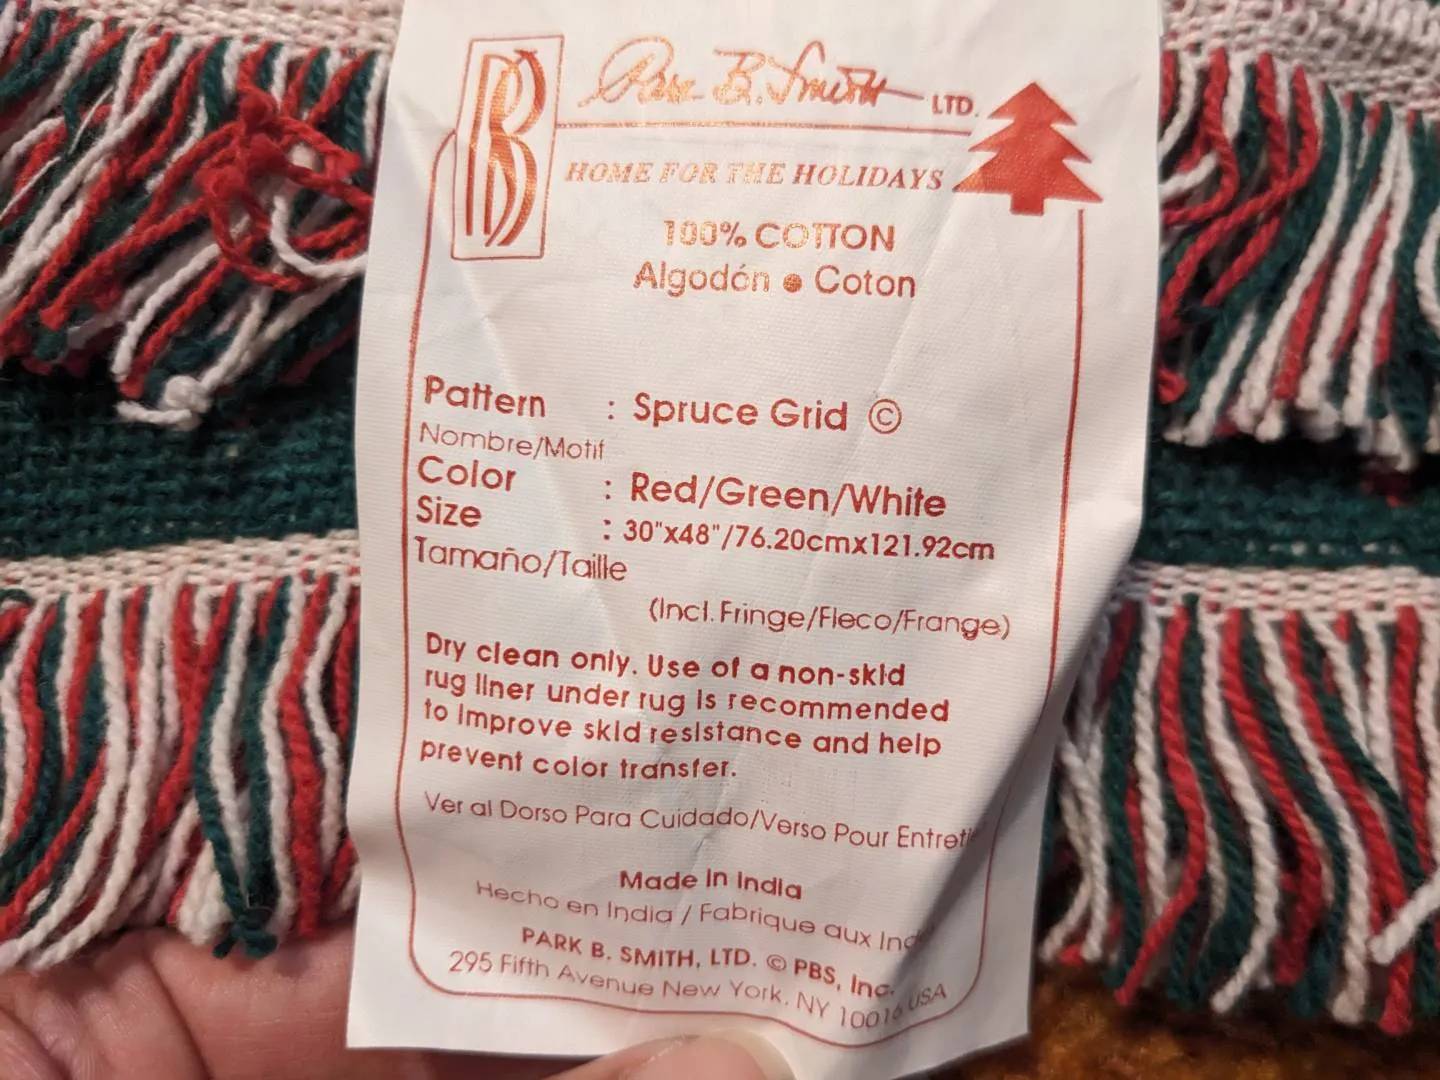 Park B. Smith LTD.
HOME FOR THE HOLIDAYS
100% COTTON
Algodón ● Coton
Pattern : Spruce Grid ©
Nombre/Motif
Color : Red/Green/White
Size : 30"x48"/76.20cmx121.92cm
Tamaño/Taille
(Incl. Fringe/Fleco/Frange)
Dry clean only. Use of a non-skid
rug liner under rug is recommended
to improve skid resistance and help
prevent color transfer.
Ver al Dorso Para Cuidado/Verso Pour
Made In India
Hecho en India / Fabrique aux
PARK B. SMITH, LTD. © PBS, Inc.
295 Fifth Avenue New York, NY 10016 USA